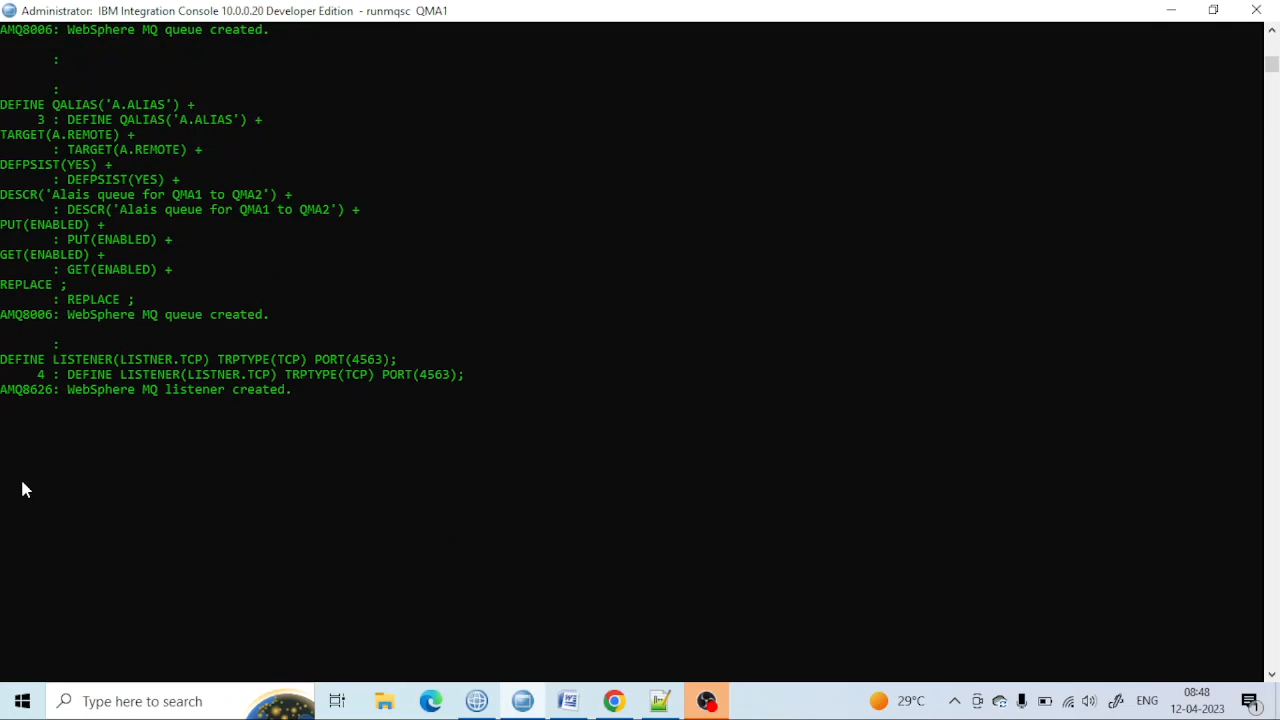 Administrator: IBM Integration Console 10.0.0.20 Developer Edition - runmqsc QMA1
AMQ8006: WebSphere MQ queue created.
:
:
DEFINE QALIAS('A.ALIAS') +
3 : DEFINE QALIAS('A.ALIAS') +
TARGET(A.REMOTE) +
: TARGET(A.REMOTE) +
DEFPSIST(YES) +
: DEFPSIST(YES) +
DESCR('Alais queue for QMA1 to QMA2') +
: DESCR('Alais queue for QMA1 to QMA2') +
PUT(ENABLED) +
: PUT(ENABLED) +
GET(ENABLED) +
: GET(ENABLED) +
REPLACE ;
: REPLACE ;
AMQ8006: WebSphere MQ queue created.
:
DEFINE LISTENER(LISTNER.TCP) TRPTYPE(TCP) PORT(4563);
4 : DEFINE LISTENER(LISTNER.TCP) TRPTYPE(TCP) PORT(4563);
AMQ8626: WebSphere MQ listener created.
Type here to search
29°C
ENG
08:48
12-04-2023
1